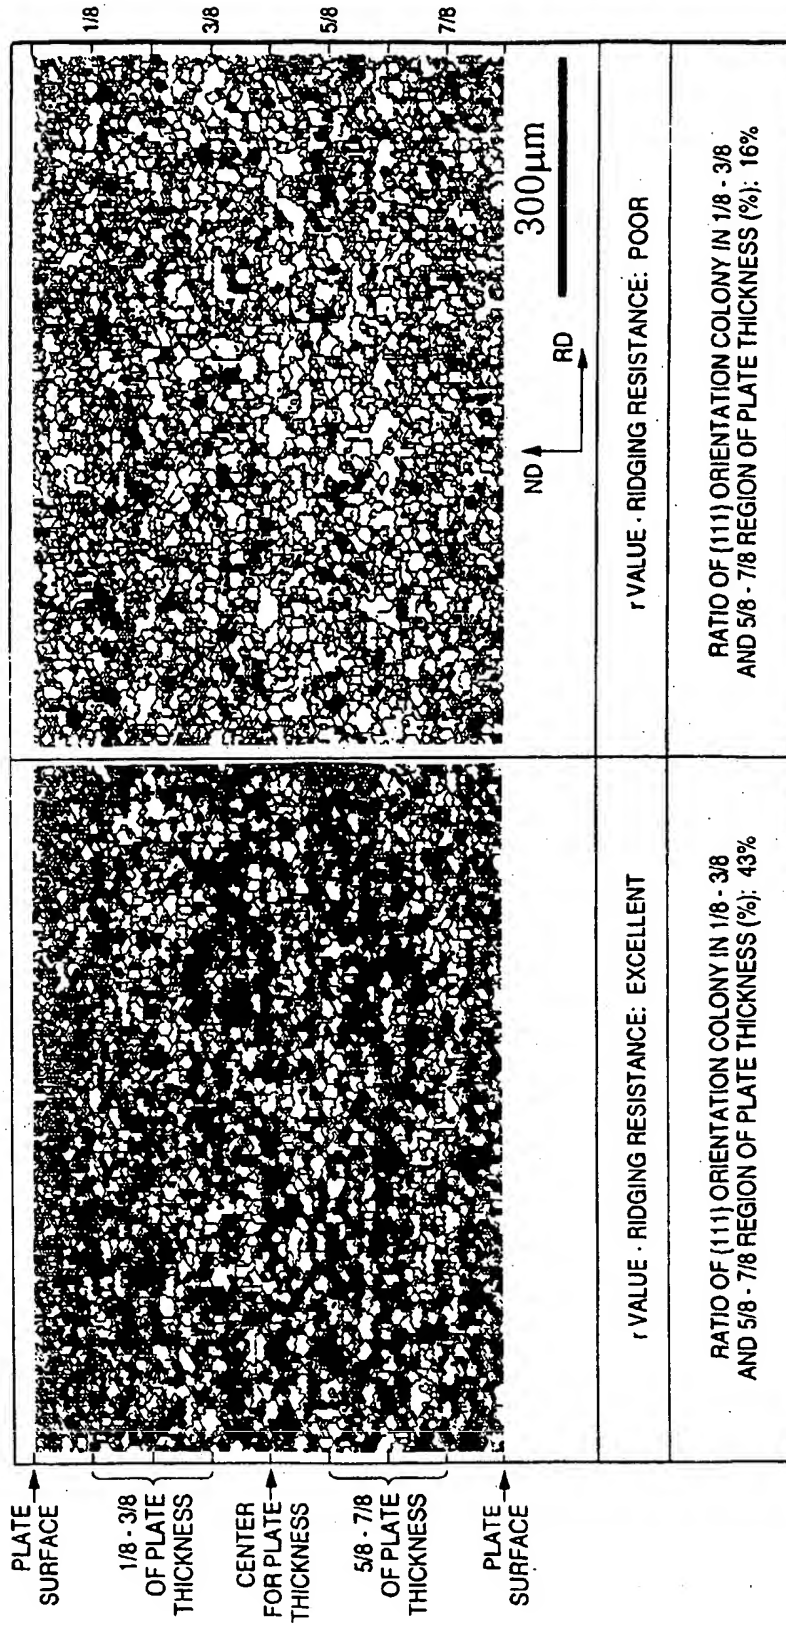 PLATE
SURFACE
1/8 - 3/8
OF PLATE
THICKNESS
CENTER
FOR PLATE
THICKNESS
5/8 - 7/8
OF PLATE
THICKNESS
PLATE
SURFACE
1/8
3/8
5/8
7/8
ND
RD
300μm
r VALUE · RIDGING RESISTANCE: EXCELLENT
r VALUE · RIDGING RESISTANCE: POOR
RATIO OF {111} ORIENTATION COLONY IN 1/8 - 3/8
AND 5/8 - 7/8 REGION OF PLATE THICKNESS (%): 43%
RATIO OF {111} ORIENTATION COLONY IN 1/8 - 3/8
AND 5/8 - 7/8 REGION OF PLATE THICKNESS (%): 16%